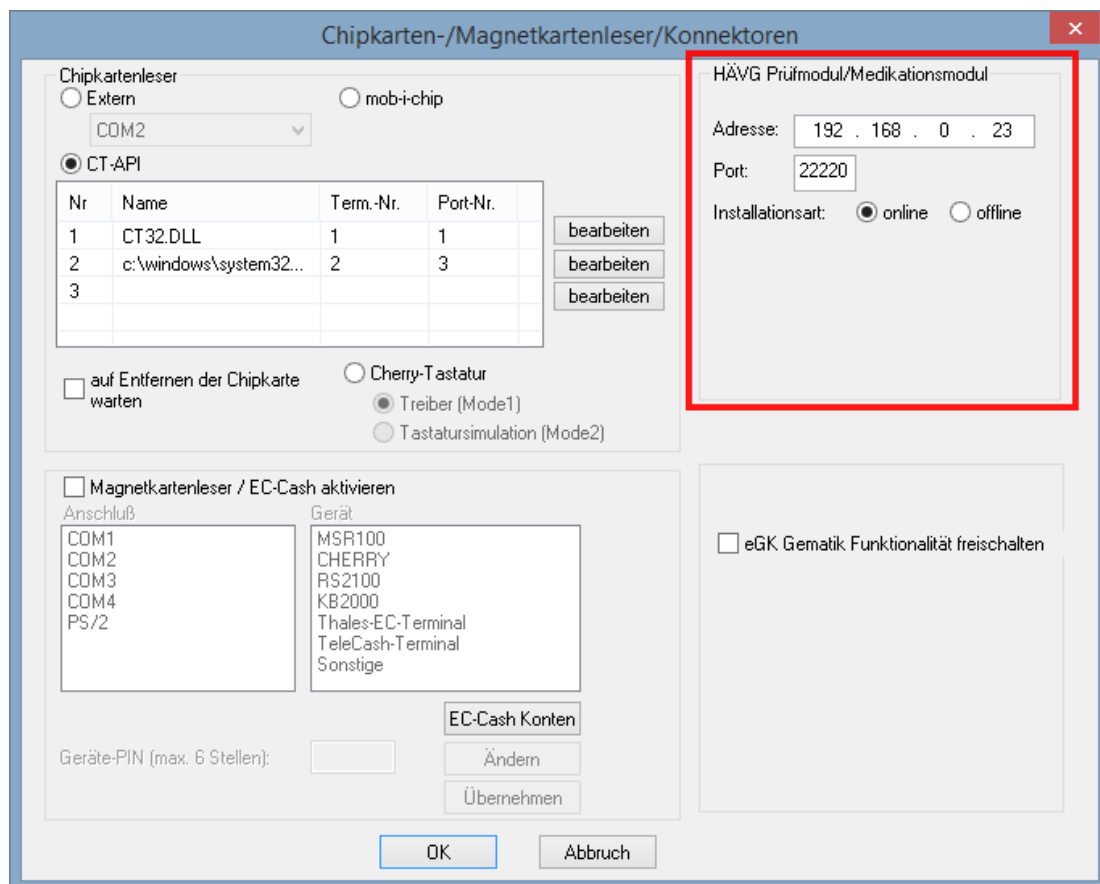 Chipkarten-/Magnetkartenleser/Konnektoren
Chipkartenleser
Extern
mob-i-chip
COM2
CT-API
Nr Name Term.-Nr. Port-Nr.
1 CT32.DLL 1 1
2 c:\windows\system32... 2 3
3
bearbeiten
bearbeiten
bearbeiten
auf Entfernen der Chipkarte
warten
Cherry-Tastatur
Treiber (Mode1)
Tastatursimulation (Mode2)
HÄVG Prüfmodul/Medikationsmodul
Adresse: 192 . 168 . 0 . 23
Port: 22220
Installationsart: online offline
Magnetkartenleser / EC-Cash aktivieren
Anschluß
COM1
COM2
COM3
COM4
PS/2
Gerät
MSR100
CHERRY
RS2100
KB2000
Thales-EC-Terminal
TeleCash-Terminal
Sonstige
EC-Cash Konten
Geräte-PIN (max. 6 Stellen):
Ändern
Übernehmen
eGK Gematik Funktionalität freischalten
OK
Abbruch